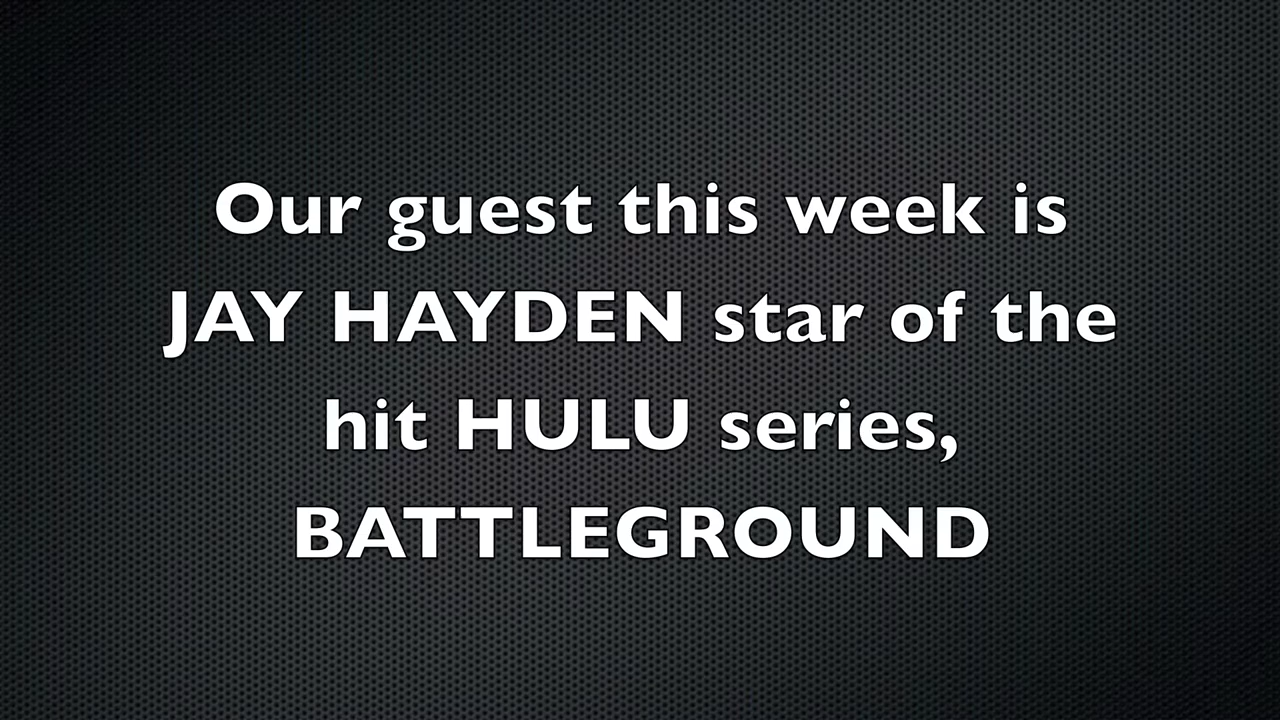 Our guest this week is
JAY HAYDEN star of the
hit HULU series,
BATTLEGROUND